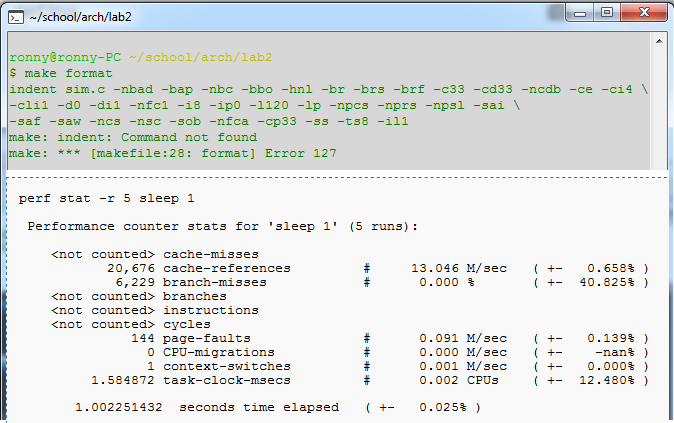 ~/school/arch/lab2
ronny@ronny-PC ~/school/arch/lab2
$ make format
indent sim.c -nbad -bap -nbc -bbo -hnl -br -brs -brf -c33 -cd33 -ncdb -ce -ci4 \
-cli1 -d0 -di1 -nfc1 -i8 -ip0 -l120 -lp -npcs -nprs -npsl -sai \
-saf -saw -ncs -nsc -sob -nfca -cp33 -ss -ts8 -il1
make: indent: Command not found
make: *** [makefile:28: format] Error 127
perf stat -r 5 sleep 1
Performance counter stats for 'sleep 1' (5 runs):
<not counted> cache-misses
20,676 cache-references # 13.046 M/sec ( +- 0.658% )
6,229 branch-misses # 0.000 % ( +- 40.825% )
<not counted> branches
<not counted> instructions
<not counted> cycles
144 page-faults # 0.091 M/sec ( +- 0.139% )
0 CPU-migrations # 0.000 M/sec ( +- -nan% )
1 context-switches # 0.001 M/sec ( +- 0.000% )
1.584872 task-clock-msecs # 0.002 CPUs ( +- 12.480% )
1.002251432 seconds time elapsed ( +- 0.025% )